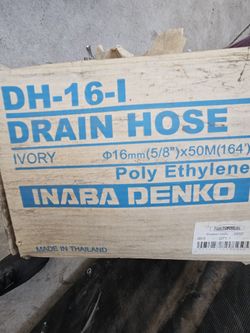 DH-16-I
DRAIN HOSE
IVORY Φ16mm(5/8")x50M(164')
Poly Ethylene
INABA DENKO
MADE IN THAILAND